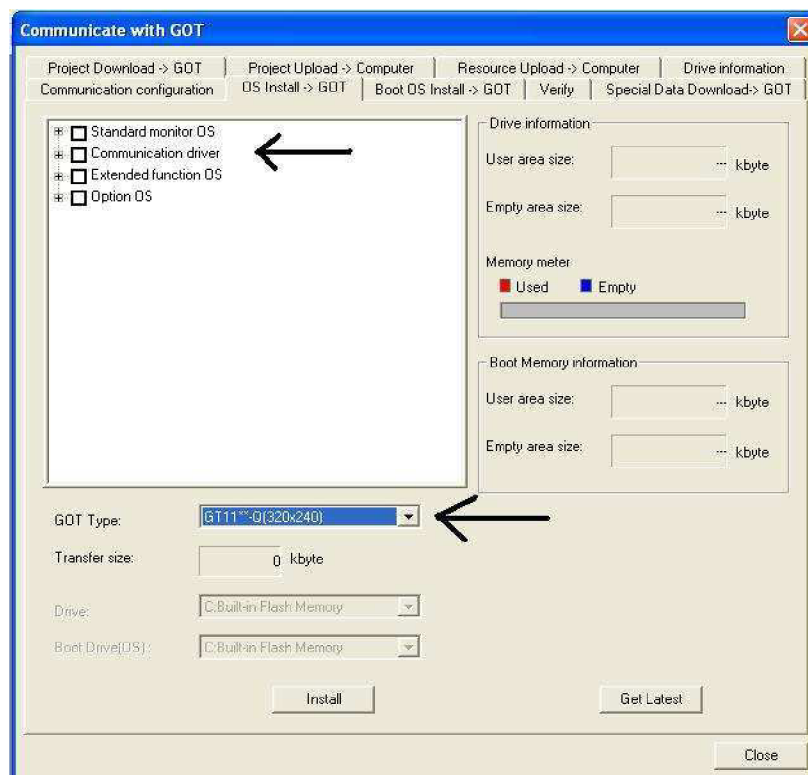 Communicate with GOT
Project Download -> GOT
Project Upload -> Computer
Resource Upload -> Computer
Drive information
Communication configuration
OS Install -> GOT
Boot OS Install -> GOT
Verify
Special Data Download-> GOT
Standard monitor OS
Communication driver
Extended function OS
Option OS
Drive information
User area size:
--- kbyte
Empty area size:
--- kbyte
Memory meter
Used
Empty
Boot Memory information
User area size:
--- kbyte
Empty area size:
--- kbyte
GOT Type:
GT11**-Q(320x240)
Transfer size:
0 kbyte
Drive:
C:Built-in Flash Memory
Boot Drive(OS):
C:Built-in Flash Memory
Install
Get Latest
Close